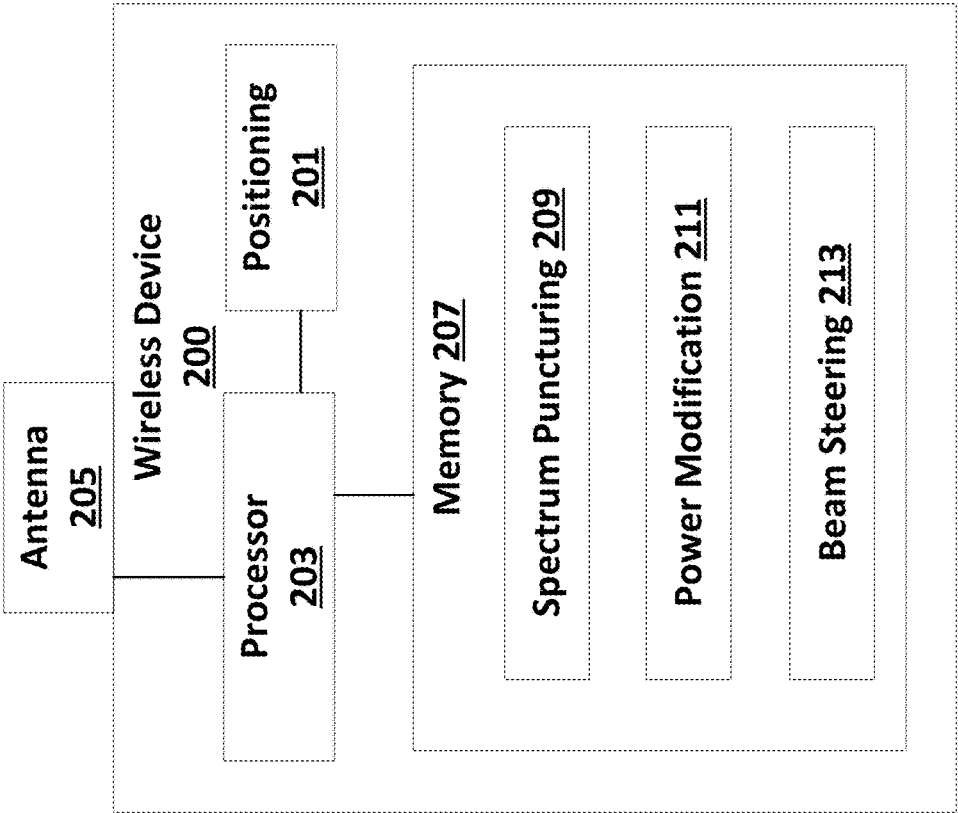 Antenna
205
Wireless Device
200
Processor
203
Positioning
201
Memory 207
Spectrum Puncturing 209
Power Modification 211
Beam Steering 213